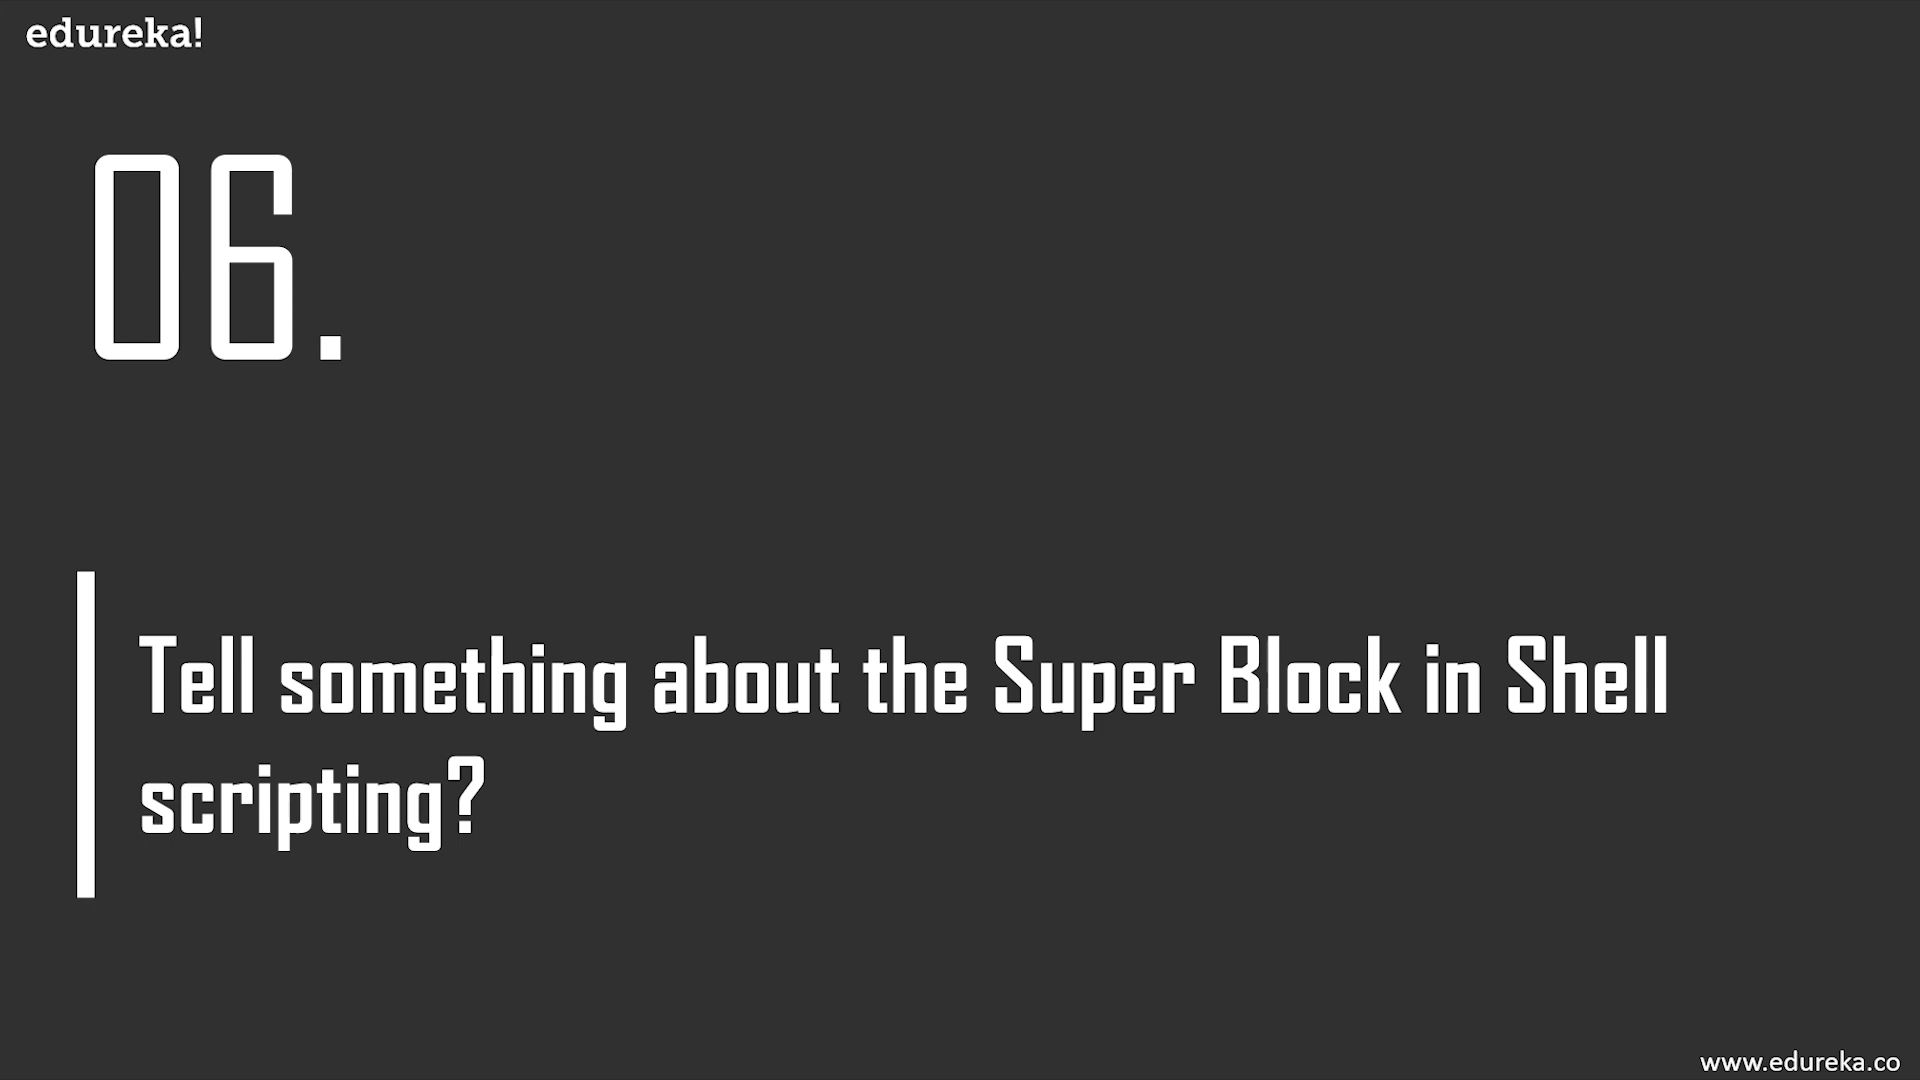 edureka!
06.
Tell something about the Super Block in Shell
scripting?
www.edureka.co